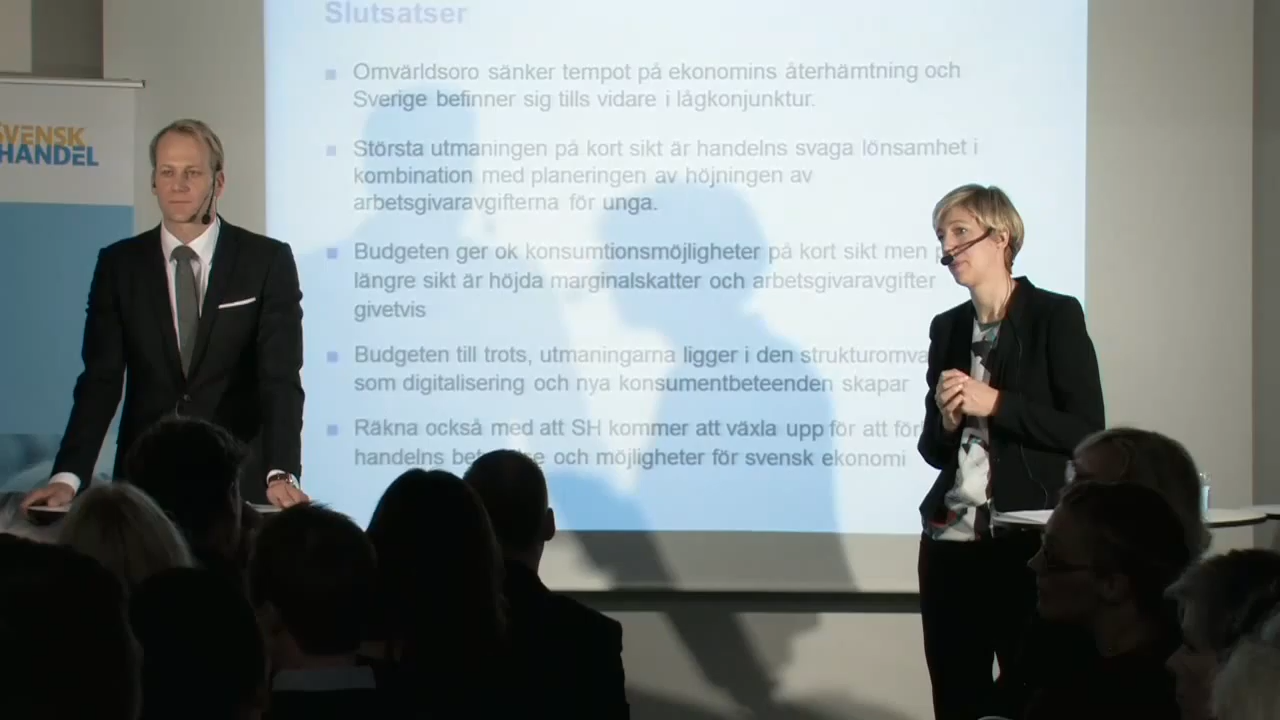 Slutsatser
Omvärldsoro sänker tempot på ekonomins återhämtning och
Sverige befinner sig tills vidare i lågkonjunktur.
Största utmaningen på kort sikt är handelns svaga lönsamhet i
kombination med planeringen av höjningen av
arbetsgivaravgifterna för unga.
Budgeten ger ok konsumtionsmöjligheter på kort sikt men
längre sikt är höjda marginalskatter och arbetsgivaravgifter
givetvis
Budgeten till trots, utmaningarna ligger i den
som digitalisering och nya konsumentbeteenden skapar
Räkna också med att SH kommer att växla upp för att
handelns och möjligheter för svensk ekonomi
SVENSK
HANDEL